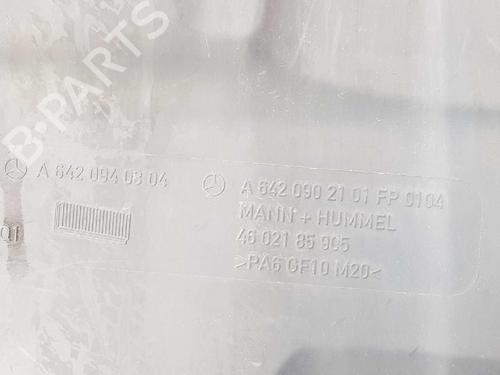 B-PARTS
A 642 094 08 04
A 642 090 21 01 FP 0104
MANN + HUMMEL
46 021 85 905
>PA6 GF10 M20<
01